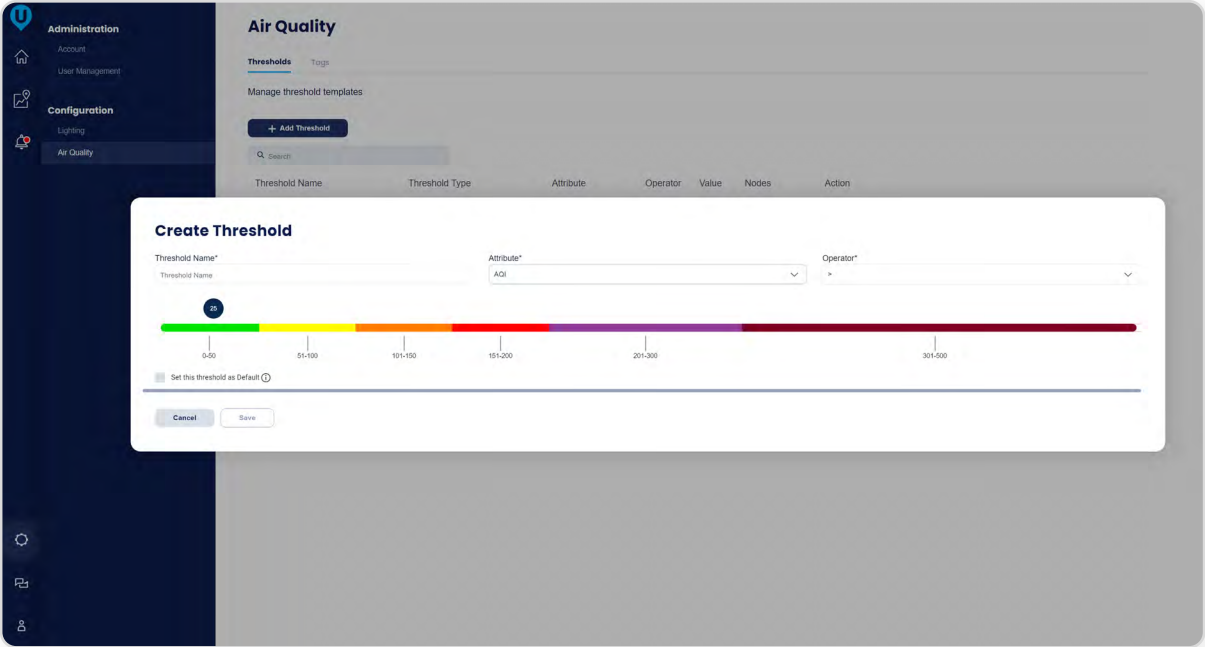 U
Administration
Account
User Management
Configuration
Lighting
Air Quality
Air Quality
Thresholds Tags
Manage threshold templates
+ Add Threshold
Search
Threshold Name Threshold Type Attribute Operator Value Nodes Action
Create Threshold
Threshold Name* Attribute* Operator*
Threshold Name AQI >
25
0-50 51-100 101-150 151-200 201-300 301-500
Set this threshold as Default
Cancel Save